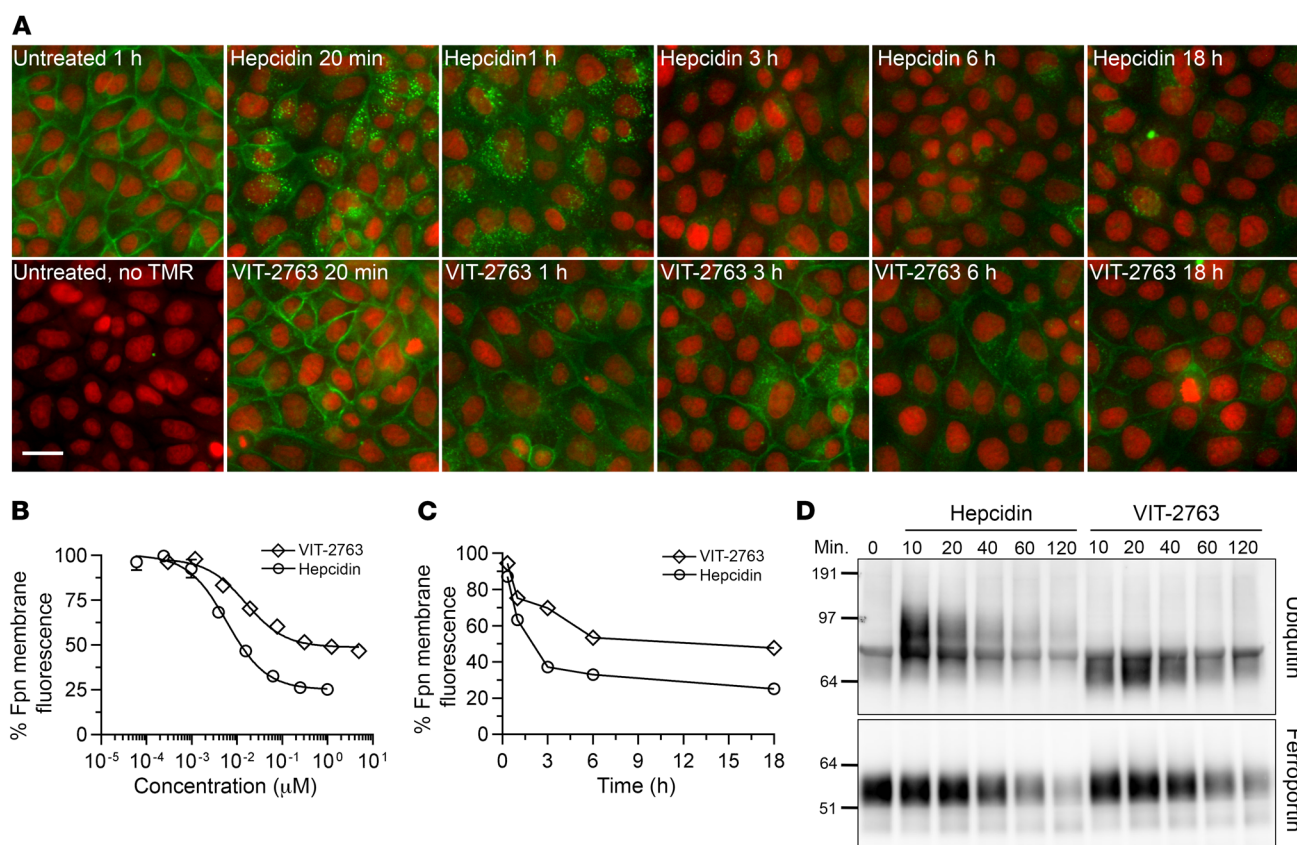 A
Untreated 1 h
Hepcidin 20 min
Hepcidin1 h
Hepcidin 3 h
Hepcidin 6 h
Hepcidin 18 h
Untreated, no TMR
VIT-2763 20 min
VIT-2763 1 h
VIT-2763 3 h
VIT-2763 6 h
VIT-2763 18 h
B
% Fpn membrane
fluorescence
100
75
50
25
0
VIT-2763
Hepcidin
10-5 10-4 10-3 10-2 10-1 100 101
Concentration (μM)
C
% Fpn membrane
fluorescence
100
80
60
40
20
0
VIT-2763
Hepcidin
0 3 6 9 12 15 18
Time (h)
D
Hepcidin VIT-2763
Min. 0 10 20 40 60 120 10 20 40 60 120
191
97
64
Ubiquitin
64
51
Ferroportin